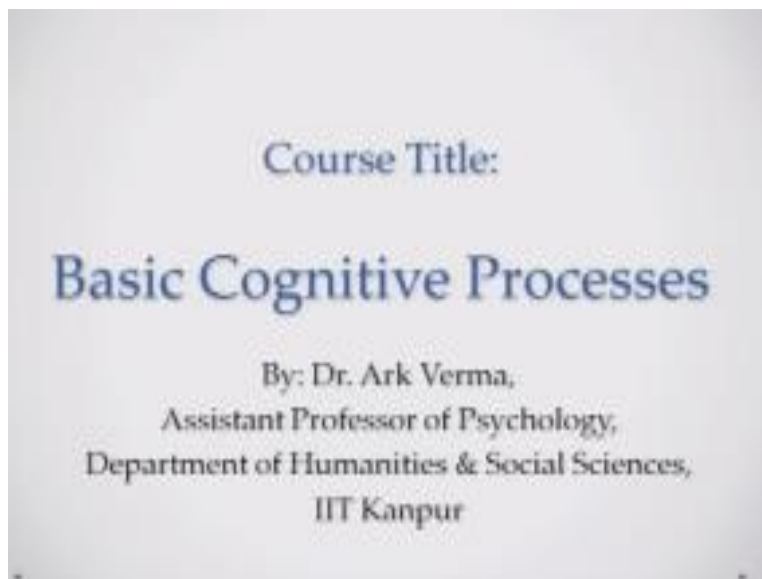 Course Title:
Basic Cognitive Processes
By: Dr. Ark Verma,
Assistant Professor of Psychology,
Department of Humanities & Social Sciences,
IIT Kanpur